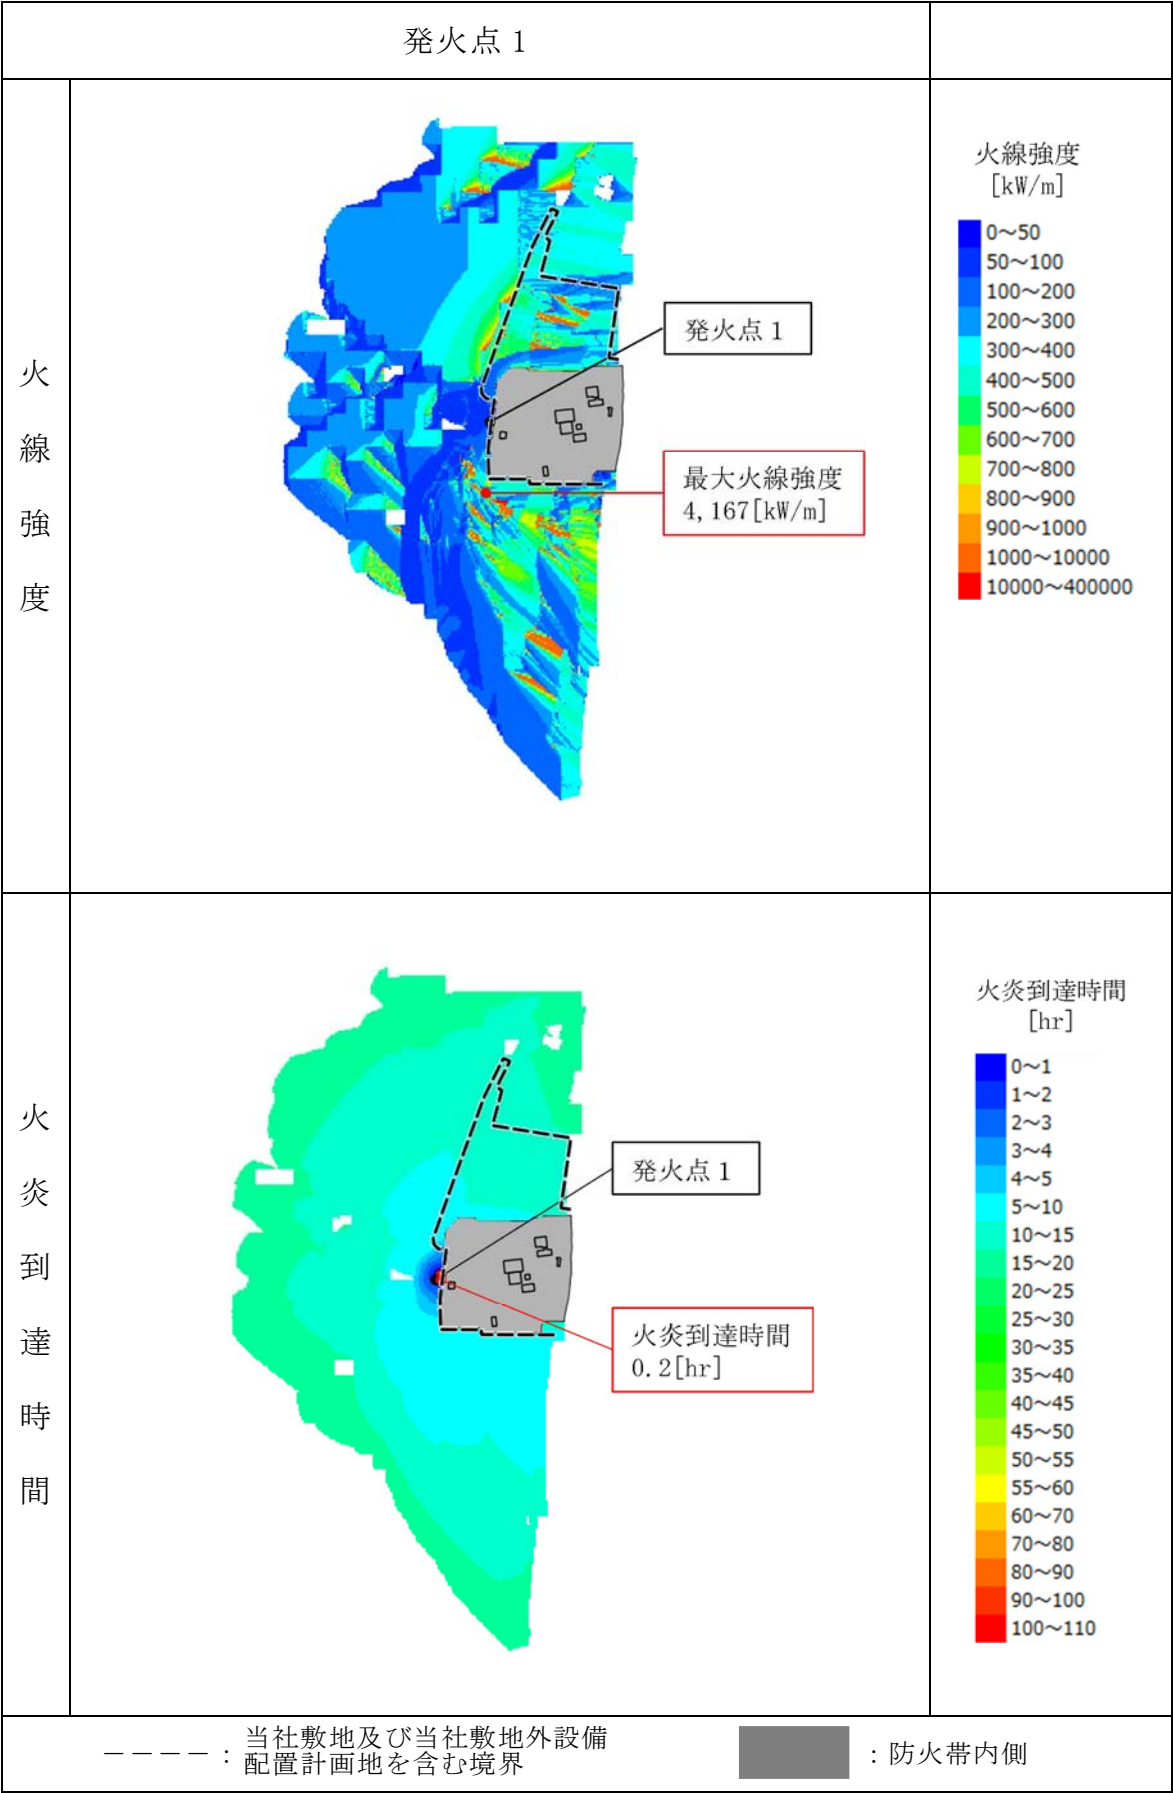 発火点１
火線強度
火線強度
[kW/m]
0～50
50～100
100～200
200～300
300～400
400～500
500～600
600～700
700～800
800～900
900～1000
1000～10000
10000～400000
発火点１
最大火線強度
4,167[kW/m]
火炎到達時間
火炎到達時間
[hr]
0～1
1～2
2～3
3～4
4～5
5～10
10～15
15～20
20～25
25～30
30～35
35～40
40～45
45～50
50～55
55～60
60～70
70～80
80～90
90～100
100～110
発火点１
火炎到達時間
0.2[hr]
－－－－：当社敷地及び当社敷地外設備
配置計画地を含む境界
：防火帯内側